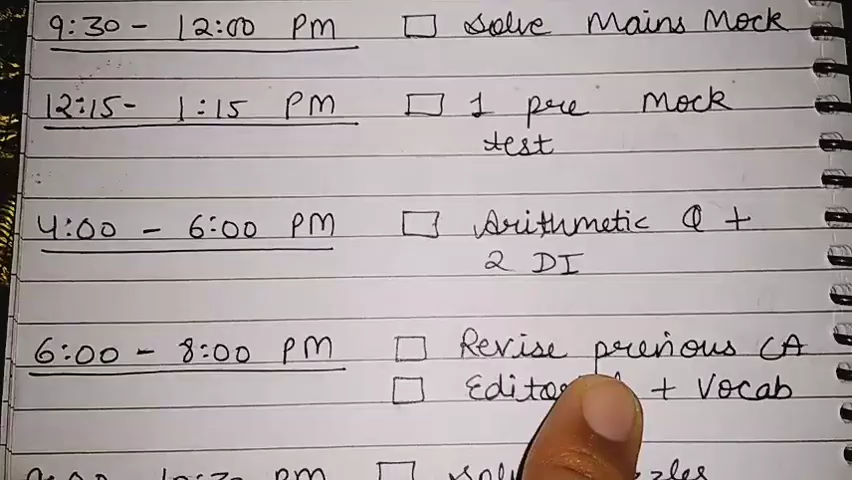 9:30 - 12:00 PM □ Solve Mains Mock
12:15 - 1:15 PM □ 1 pre Mock
test
4:00 - 6:00 PM □ Arithmetic Q +
2 DI
6:00 - 8:00 PM □ Revise previous CA
□ + Vocab
PM □